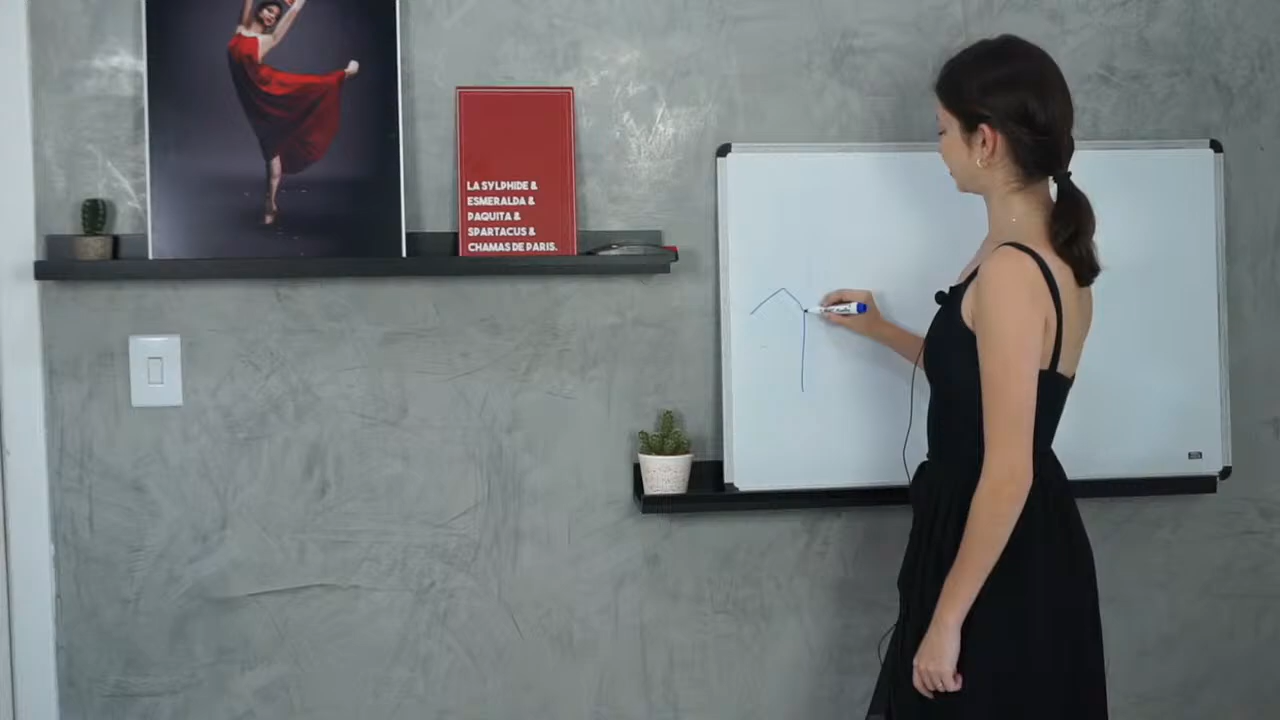 LA SYLPHIDE &
ESMERALDA &
PAQUITA &
SPARTACUS &
CHAMAS DE PARIS.